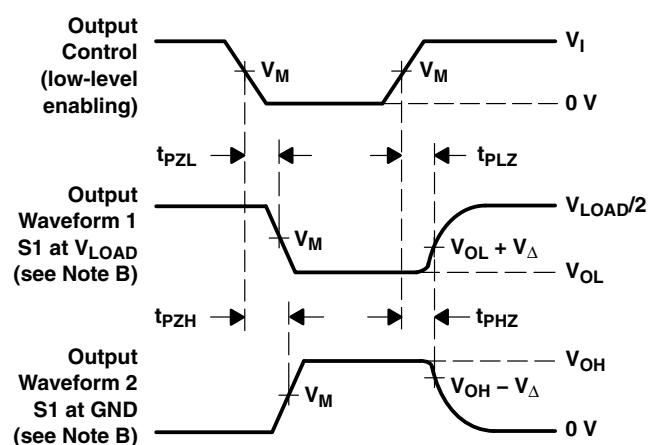 Output
Control
(low-level
enabling)
V_M
V_M
V_I
0 V
t_PZL
t_PLZ
Output
Waveform 1
S1 at V_LOAD
(see Note B)
V_M
V_LOAD/2
V_OL + V_Δ
V_OL
t_PZH
t_PHZ
Output
Waveform 2
S1 at GND
(see Note B)
V_M
V_OH
V_OH − V_Δ
0 V